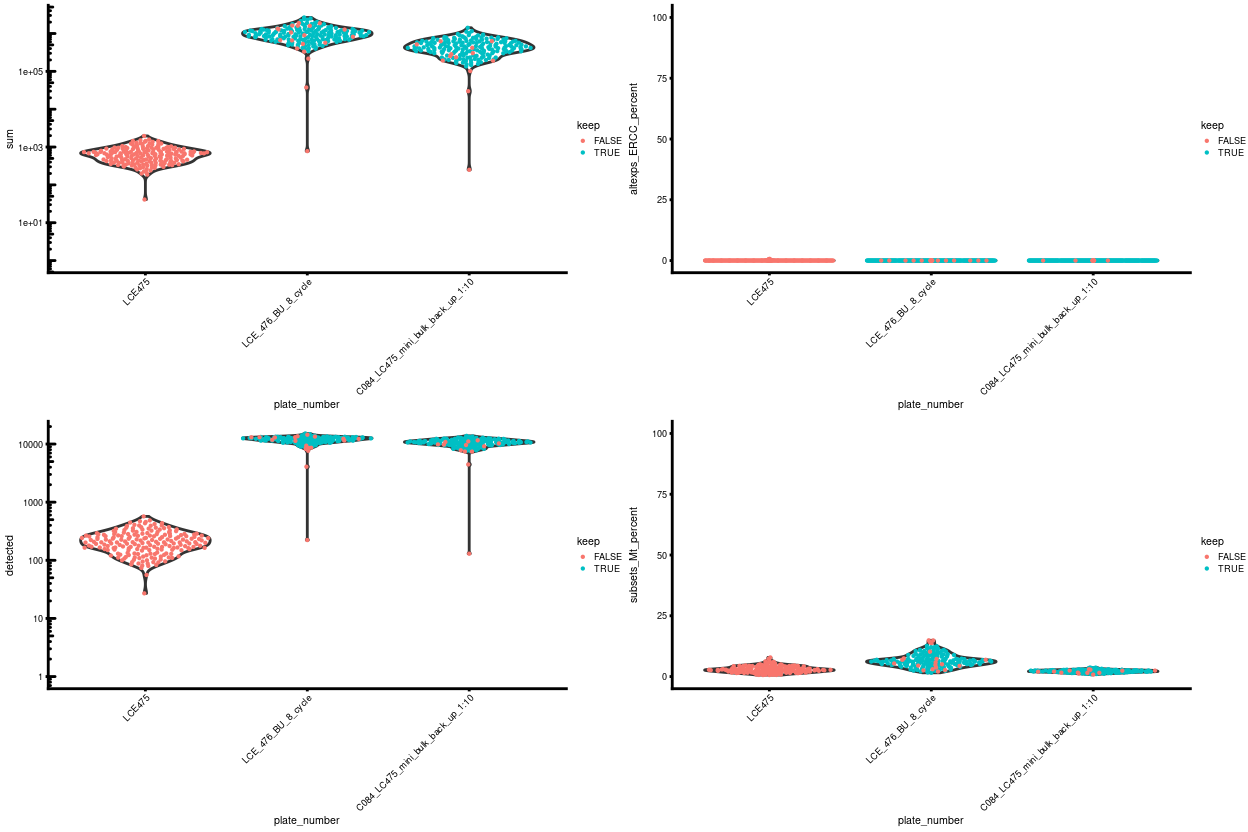 sum
1e+05
1e+03
1e+01
LCE475
LCE_476_BU_8_cycle
C084_LC475_mini_bulk_back_up_1:10
plate_number
keep
FALSE
TRUE
altexps_ERCC_percent
100
75
50
25
0
LCE475
LCE_476_BU_8_cycle
C084_LC475_mini_bulk_back_up_1:10
plate_number
keep
FALSE
TRUE
detected
10000
1000
100
10
1
LCE475
LCE_476_BU_8_cycle
C084_LC475_mini_bulk_back_up_1:10
plate_number
keep
FALSE
TRUE
subsets_Mt_percent
100
75
50
25
0
LCE475
LCE_476_BU_8_cycle
C084_LC475_mini_bulk_back_up_1:10
plate_number
keep
FALSE
TRUE